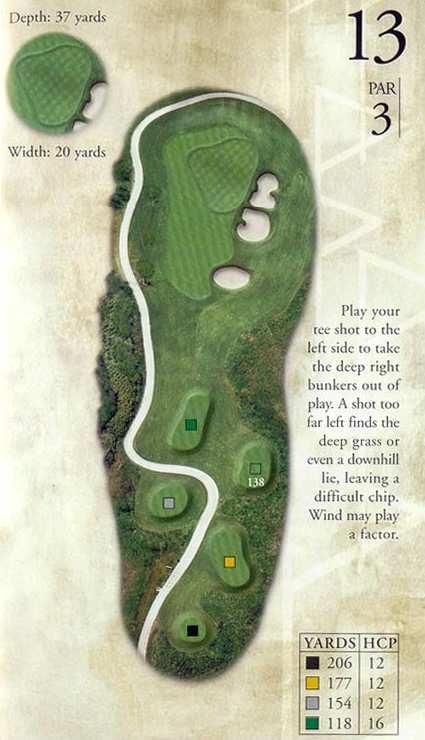 Depth: 37 yards
Width: 20 yards
13
PAR
3
Play your
tee shot to the
left side to take
the deep right
bunkers out of
play. A shot too
far left finds the
deep grass or
even a downhill
lie, leaving a
difficult chip.
Wind may play
a factor.
138
YARDS HCP
206 12
177 12
154 12
118 16